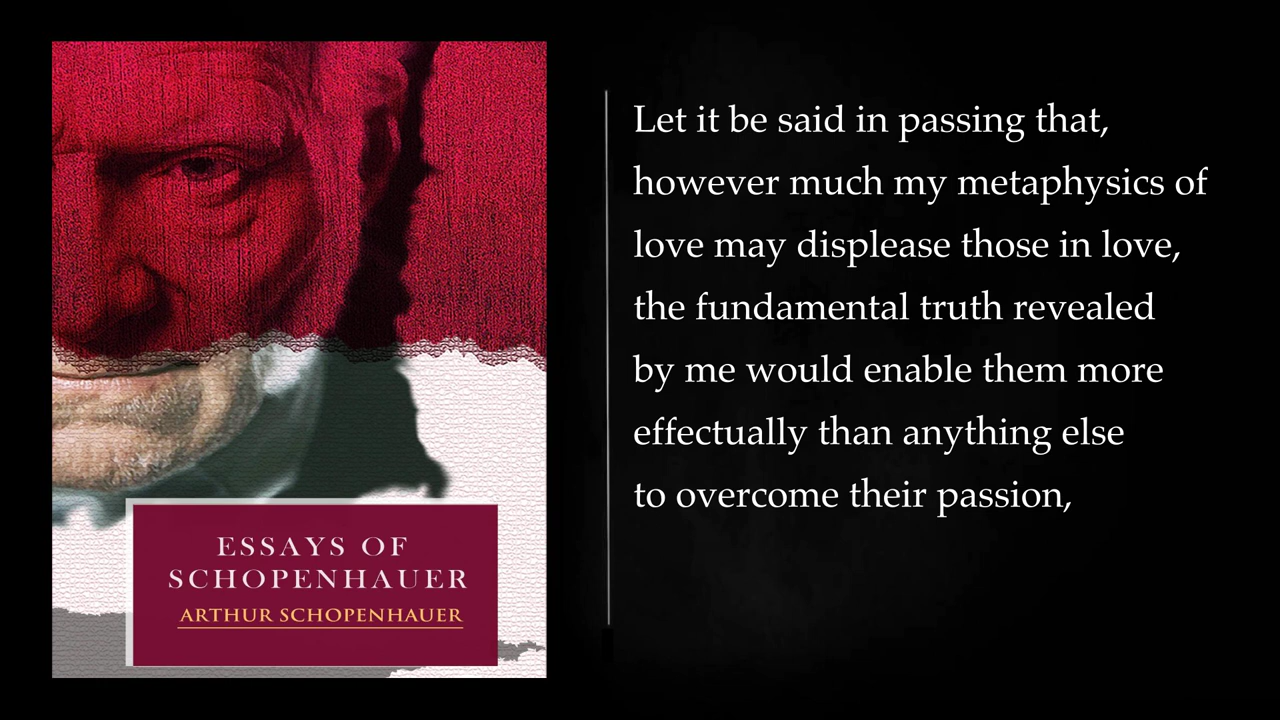 ESSAYS OF
SCHOPENHAUER
ARTHUR SCHOPENHAUER
Let it be said in passing that,
however much my metaphysics of
love may displease those in love,
the fundamental truth revealed
by me would enable them more
effectually than anything else
to overcome their passion,